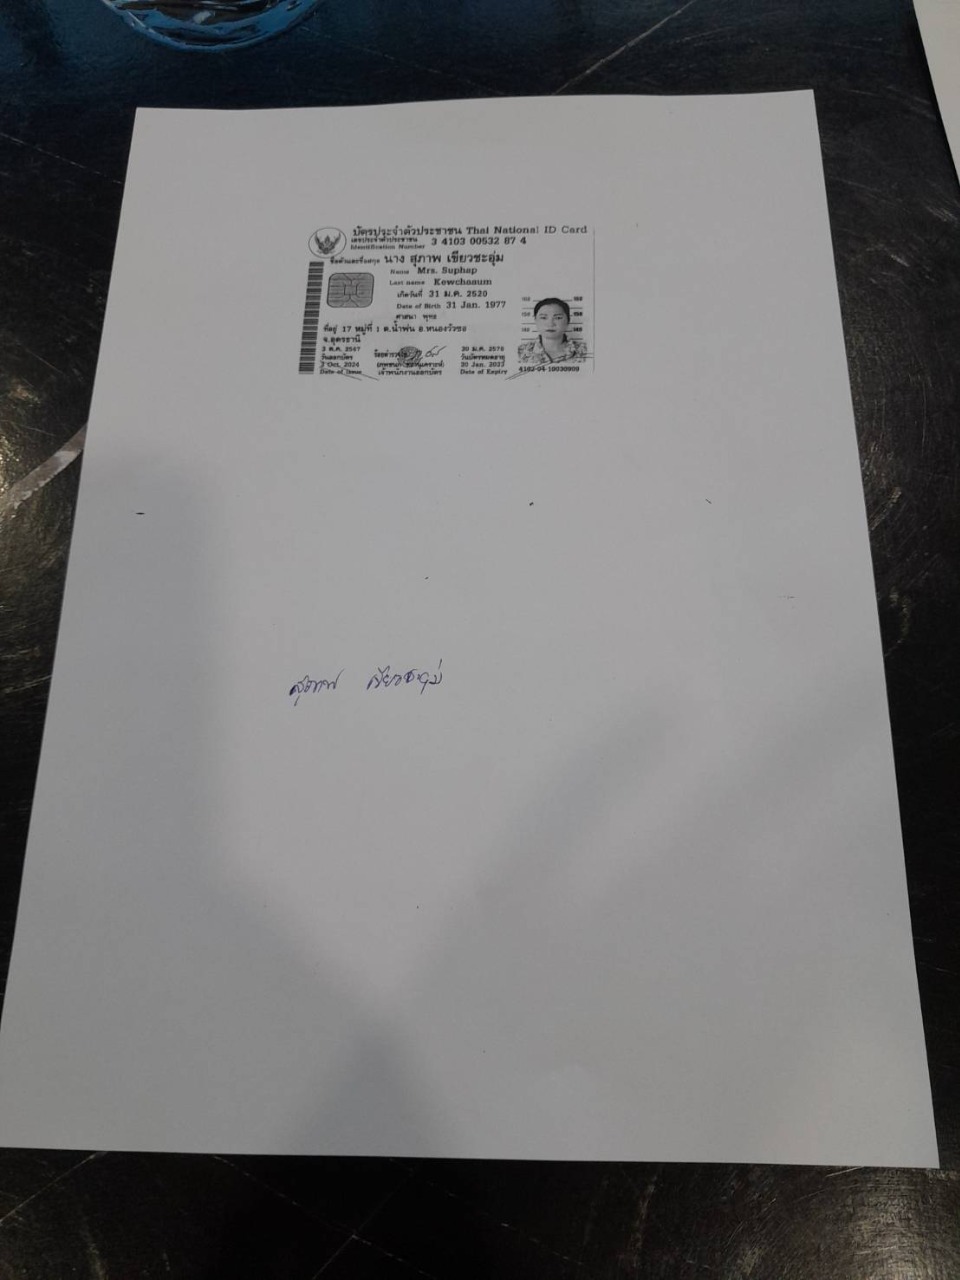 บัตรประจำตัวประชาชน Thai National ID Card
เลขประจำตัวประชาชน 3 4103 00532 87 4
Identification Number
ชื่อตัวและชื่อสกุล นาง สุภาพ เขียวชะอุ่ม
Name Mrs. Suphap
Last name Kewchaaum
เกิดวันที่ 31 ม.ค. 2520
Date of Birth 31 Jan. 1977
ศาสนา พุทธ
ที่อยู่ 17 หมู่ที่ 1 ต.น้ำพ่น อ.หนองวัวซอ
จ.อุดรธานี
3 ต.ค. 2567
วันออกบัตร
3 Oct. 2024
Date of Issue
เจ้าพนักงานออกบัตร
30 ม.ค. 2576
วันบัตรหมดอายุ
Date of Expiry
สุภาพ เขียวชะอุ่ม